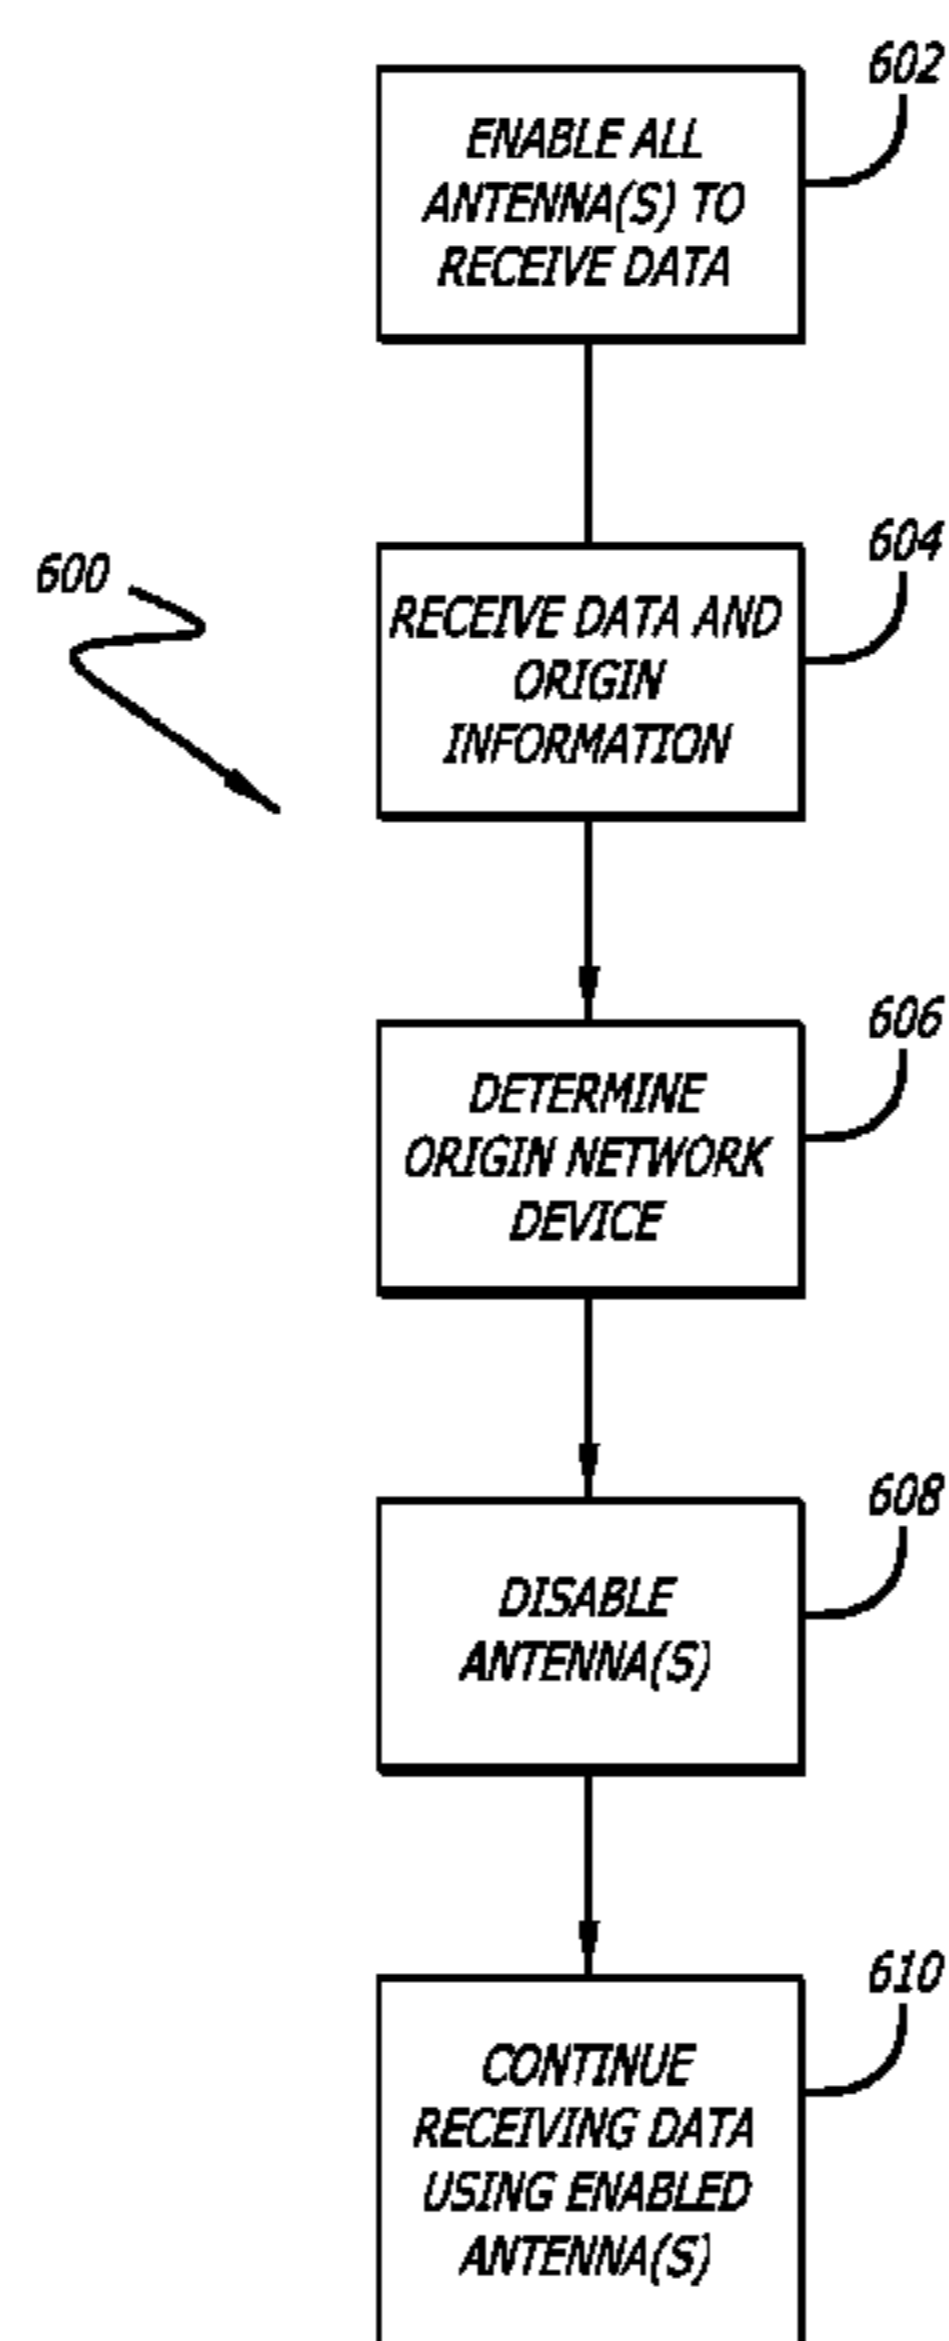 602
ENABLE ALL
ANTENNA(S) TO
RECEIVE DATA
604
600
RECEIVE DATA AND
ORIGIN
INFORMATION
606
DETERMINE
ORIGIN NETWORK
DEVICE
608
DISABLE
ANTENNA(S)
610
CONTINUE
RECEIVING DATA
USING ENABLED
ANTENNA(S)